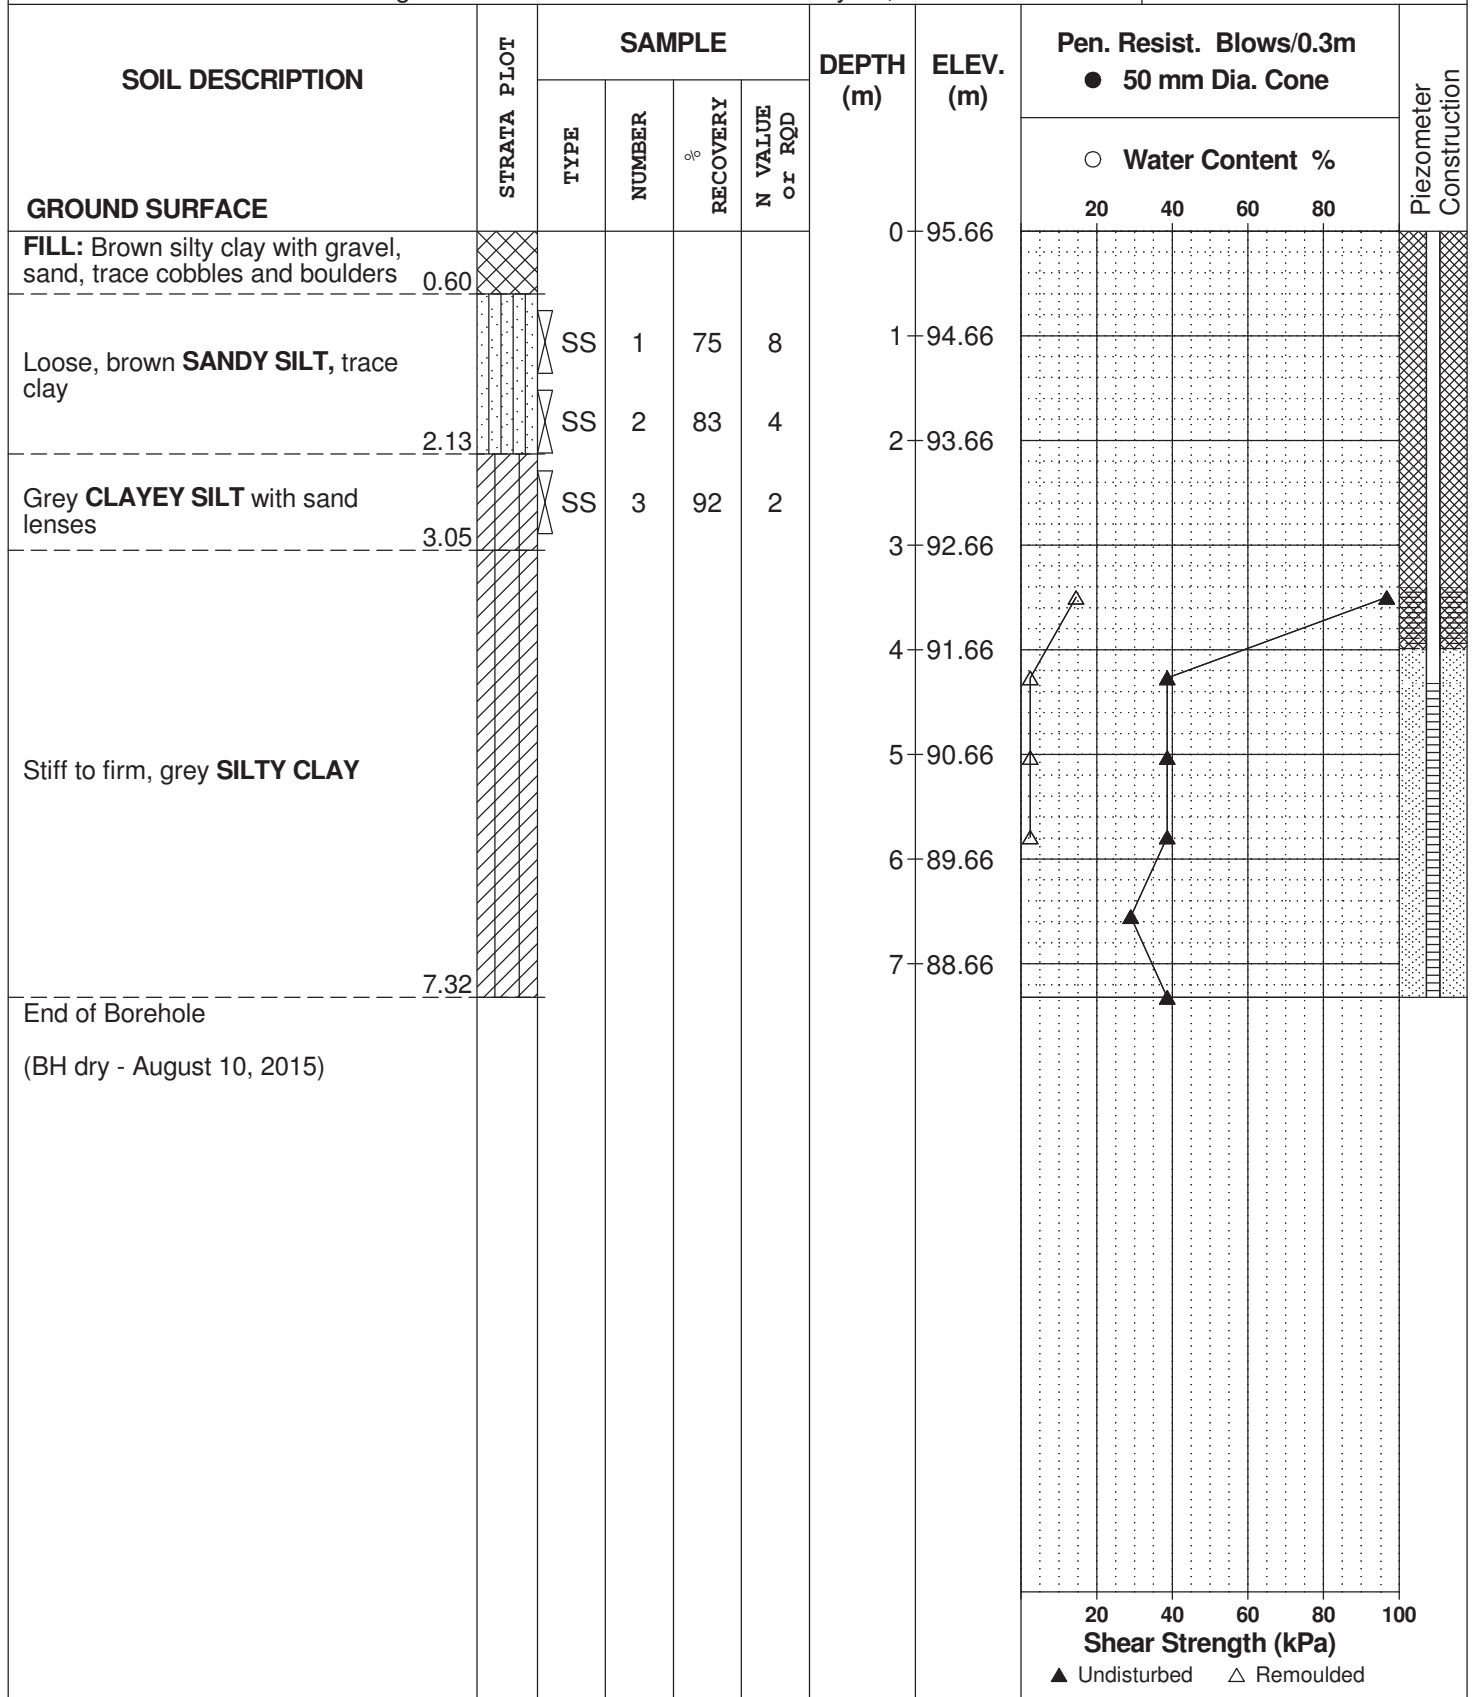 SOIL DESCRIPTION
GROUND SURFACE
STRATA PLOT
SAMPLE
TYPE
NUMBER
%
RECOVERY
N VALUE
or RQD
DEPTH
(m)
ELEV.
(m)
Pen. Resist. Blows/0.3m
● 50 mm Dia. Cone
○ Water Content %
20 40 60 80
Piezometer
Construction
0 95.66
FILL: Brown silty clay with gravel,
sand, trace cobbles and boulders 0.60
SS 1 75 8
1 94.66
Loose, brown SANDY SILT, trace
clay
SS 2 83 4
2.13
2 93.66
Grey CLAYEY SILT with sand
lenses
SS 3 92 2
3.05
3 92.66
4 91.66
5 90.66
Stiff to firm, grey SILTY CLAY
6 89.66
7 88.66
7.32
End of Borehole
(BH dry - August 10, 2015)
20 40 60 80 100
Shear Strength (kPa)
▲ Undisturbed △ Remoulded